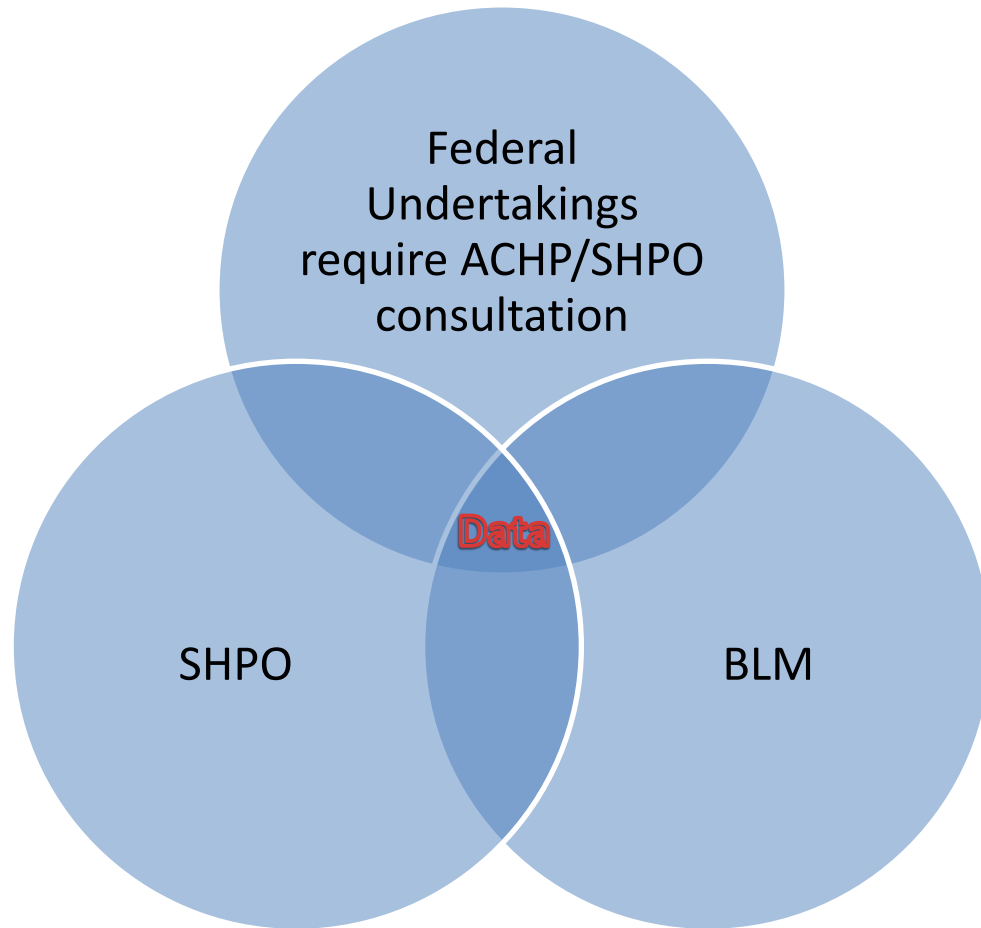 Federal
Undertakings
require ACHP/SHPO
consultation
Data
SHPO
BLM